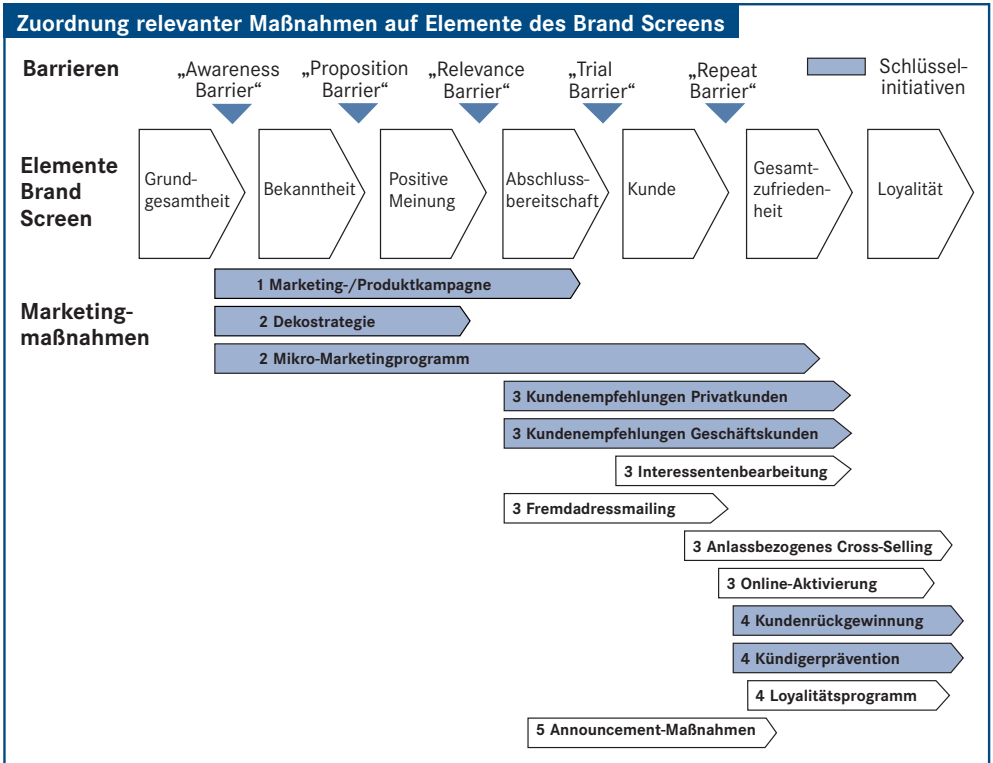 Zuordnung relevanter Maßnahmen auf Elemente des Brand Screens
Barrieren
„Awareness
Barrier“
„Proposition
Barrier“
„Relevance
Barrier“
„Trial
Barrier“
„Repeat
Barrier“
Schlüssel-
initiativen
Elemente
Brand
Screen
Grund-
gesamtheit
Bekanntheit
Positive
Meinung
Abschluss-
bereitschaft
Kunde
Gesamt-
zufrieden-
heit
Loyalität
Marketing-
maßnahmen
1 Marketing-/Produktkampagne
2 Dekostrategie
2 Mikro-Marketingprogramm
3 Kundenempfehlungen Privatkunden
3 Kundenempfehlungen Geschäftskunden
3 Interessentenbearbeitung
3 Fremdadressmailing
3 Anlassbezogenes Cross-Selling
3 Online-Aktivierung
4 Kundenrückgewinnung
4 Kündigerprävention
4 Loyalitätsprogramm
5 Announcement-Maßnahmen